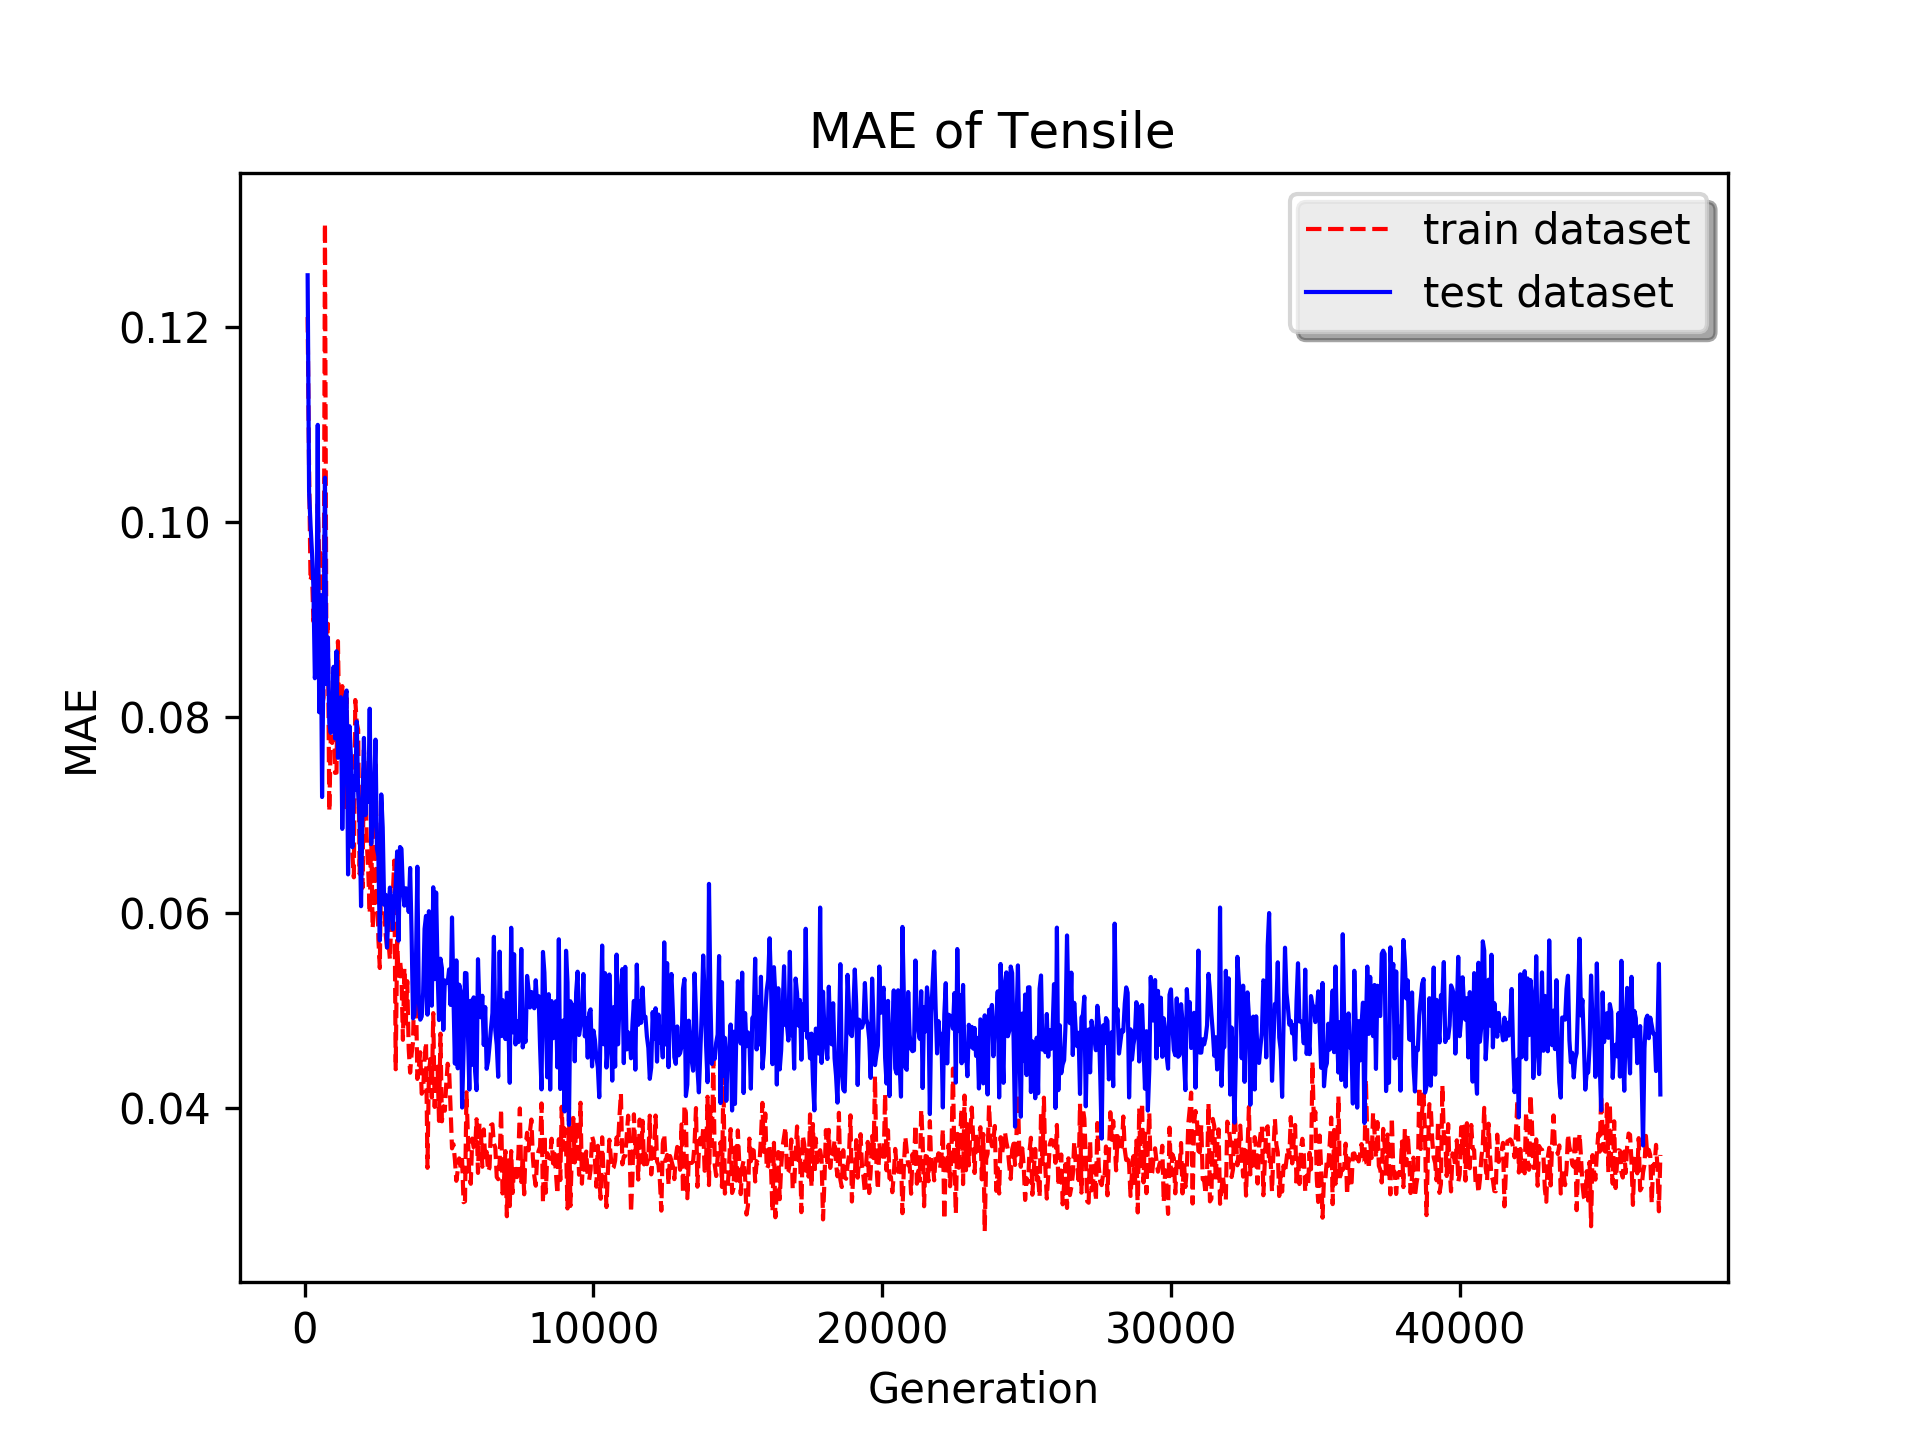 MAE of Tensile
train dataset
test dataset
0.12
0.10
0.08
0.06
0.04
MAE
0
10000
20000
30000
40000
Generation